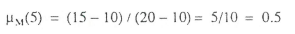 μM(5) = (15 − 10) / (20 − 10) = 5/10 = 0.5